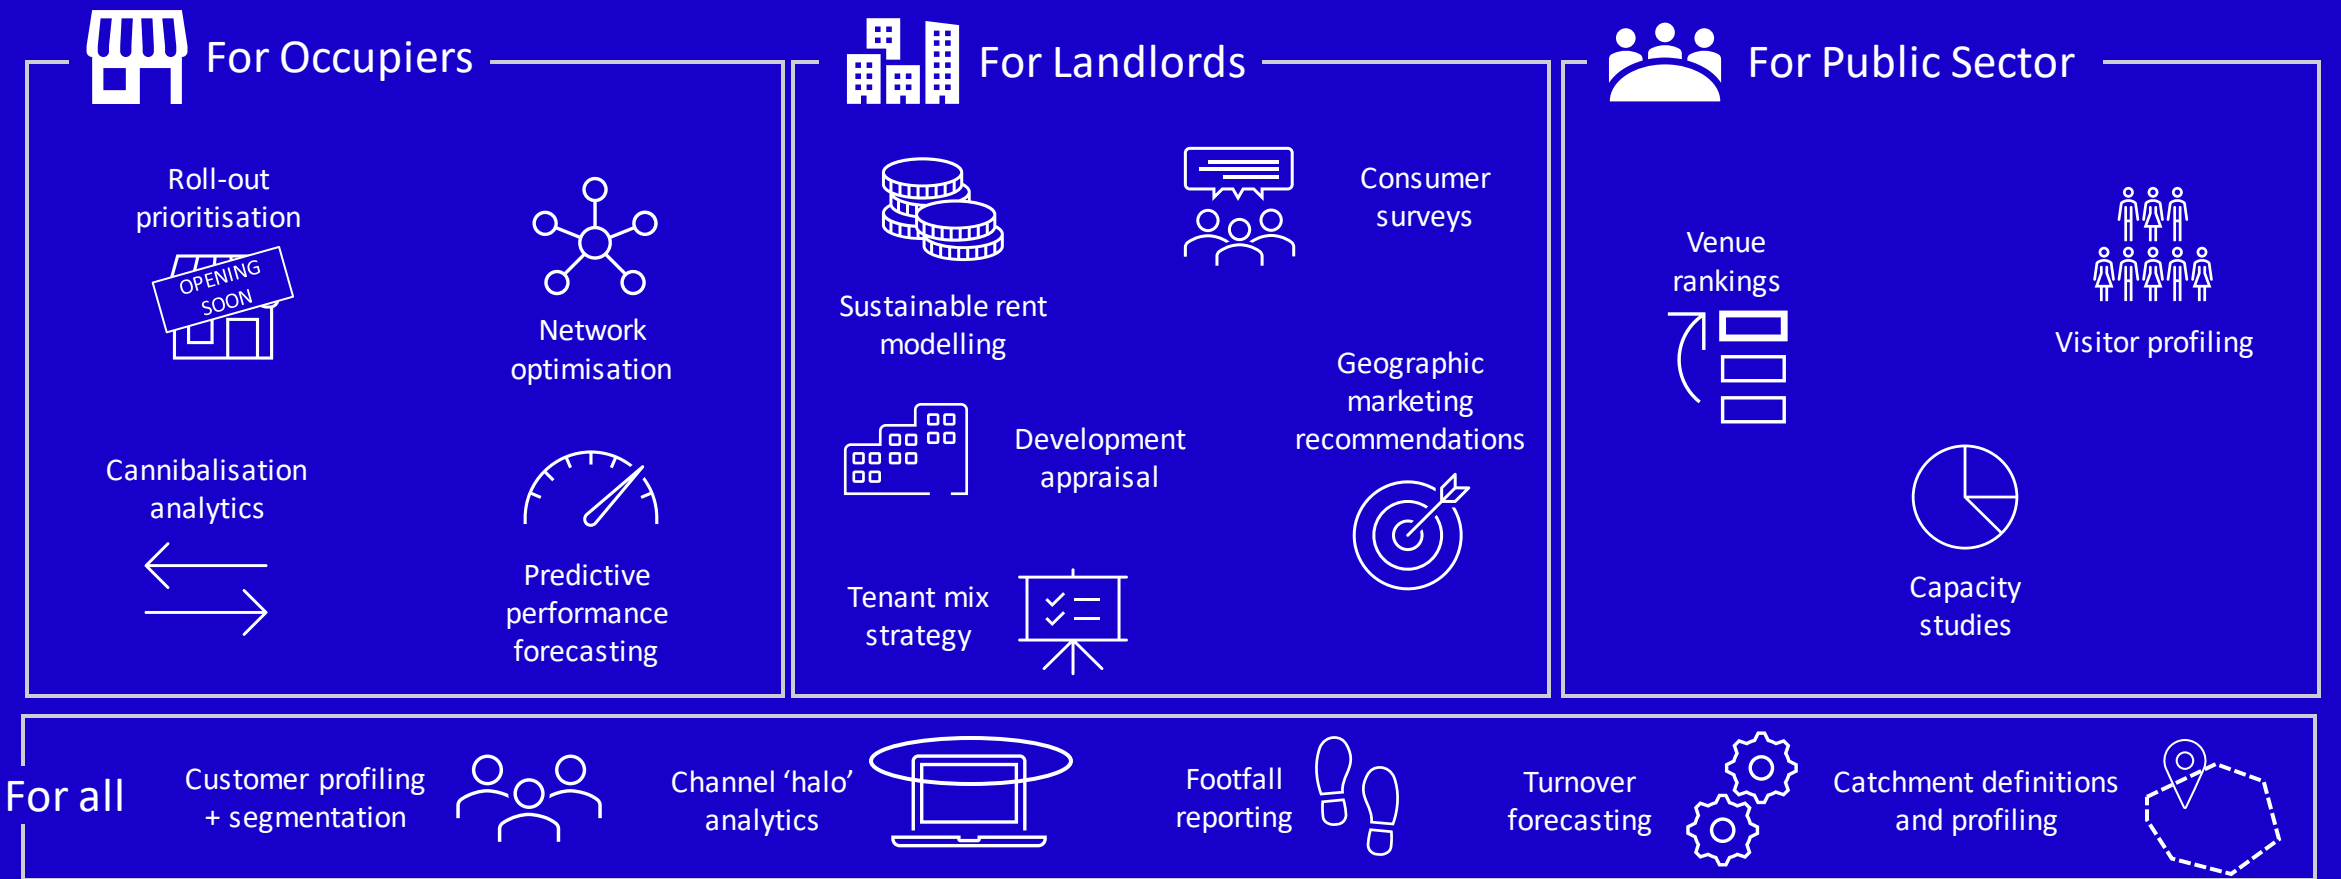 For Occupiers
Roll-out
prioritisation
OPENING
SOON
Network
optimisation
Cannibalisation
analytics
Predictive
performance
forecasting
For Landlords
Sustainable rent
modelling
Consumer
surveys
Development
appraisal
Geographic
marketing
recommendations
Tenant mix
strategy
For Public Sector
Venue
rankings
Visitor profiling
Capacity
studies
For all
Customer profiling
+ segmentation
Channel ‘halo’
analytics
Footfall
reporting
Turnover
forecasting
Catchment definitions
and profiling